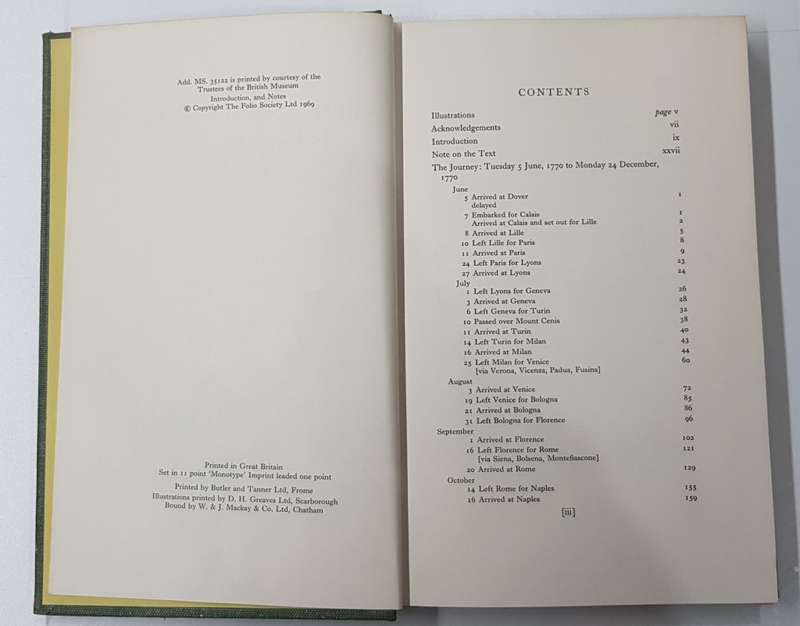 Add. MS. 35122 is printed by courtesy of the
Trustees of the British Museum
Introduction, and Notes
© Copyright The Folio Society Ltd 1969
Printed in Great Britain
Set in 11 point 'Monotype' Imprint leaded one point
Printed by Butler and Tanner Ltd, Frome
Illustrations printed by D. H. Greaves Ltd, Scarborough
Bound by W. & J. Mackay & Co. Ltd, Chatham
CONTENTS
Illustrations page v
Acknowledgements vii
Introduction ix
Note on the Text xxvii
The Journey: Tuesday 5 June, 1770 to Monday 24 December,
1770
June
5 Arrived at Dover 1
delayed
7 Embarked for Calais 1
Arrived at Calais and set out for Lille 2
8 Arrived at Lille 5
10 Left Lille for Paris 8
11 Arrived at Paris 9
24 Left Paris for Lyons 23
27 Arrived at Lyons 24
July
1 Left Lyons for Geneva 26
3 Arrived at Geneva 28
6 Left Geneva for Turin 32
10 Passed over Mount Cenis 38
11 Arrived at Turin 40
14 Left Turin for Milan 43
16 Arrived at Milan 44
25 Left Milan for Venice 60
[via Verona, Vicenza, Padua, Fusina]
August
3 Arrived at Venice 72
19 Left Venice for Bologna 85
21 Arrived at Bologna 86
31 Left Bologna for Florence 96
September
1 Arrived at Florence 102
16 Left Florence for Rome 121
[via Siena, Bolsena, Montefiascone]
20 Arrived at Rome 129
October
14 Left Rome for Naples 155
16 Arrived at Naples 159
[iii]